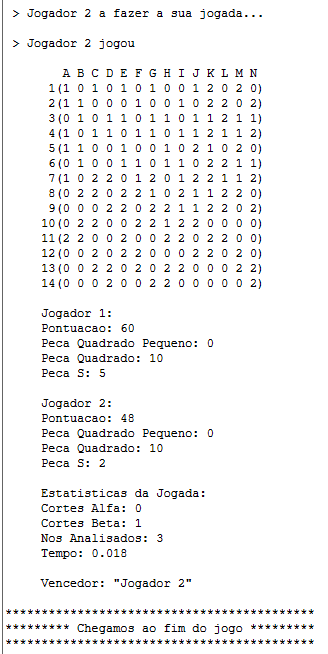 > Jogador 2 a fazer a sua jogada...
> Jogador 2 jogou
A B C D E F G H I J K L M N
1(1 0 1 0 1 0 1 0 0 1 2 0 2 0)
2(1 1 0 0 0 1 0 0 1 0 2 2 0 2)
3(0 1 0 1 1 0 1 1 0 1 1 2 1 1)
4(1 0 1 1 0 1 1 0 1 1 2 1 1 2)
5(1 1 0 0 1 0 1 0 1 0 2 1 0 2 0)
6(0 1 0 0 1 1 0 1 1 0 2 2 1 1)
7(1 0 2 2 0 1 2 0 1 2 2 1 1 2)
8(0 2 2 0 2 2 1 0 2 1 1 2 2 0)
9(0 0 0 2 2 0 2 2 1 1 2 2 0 2)
10(0 2 2 0 0 2 2 1 2 2 0 0 0 0)
11(2 2 0 0 2 0 0 2 2 0 2 2 0 0)
12(0 0 2 0 2 2 0 0 0 2 2 0 2 0)
13(0 0 2 2 0 2 0 2 2 0 0 0 2 2)
14(0 0 0 2 0 0 2 2 0 0 0 0 0 2)
Jogador 1:
Pontuacao: 60
Peca Quadrado Pequeno: 0
Peca Quadrado: 10
Peca S: 5
Jogador 2:
Pontuacao: 48
Peca Quadrado Pequeno: 0
Peca Quadrado: 10
Peca S: 2
Estatisticas da Jogada:
Cortes Alfa: 0
Cortes Beta: 1
Nos Analisados: 3
Tempo: 0.018
Vencedor: "Jogador 2"
*******************************************
********* Chegamos ao fim do jogo *********
*******************************************